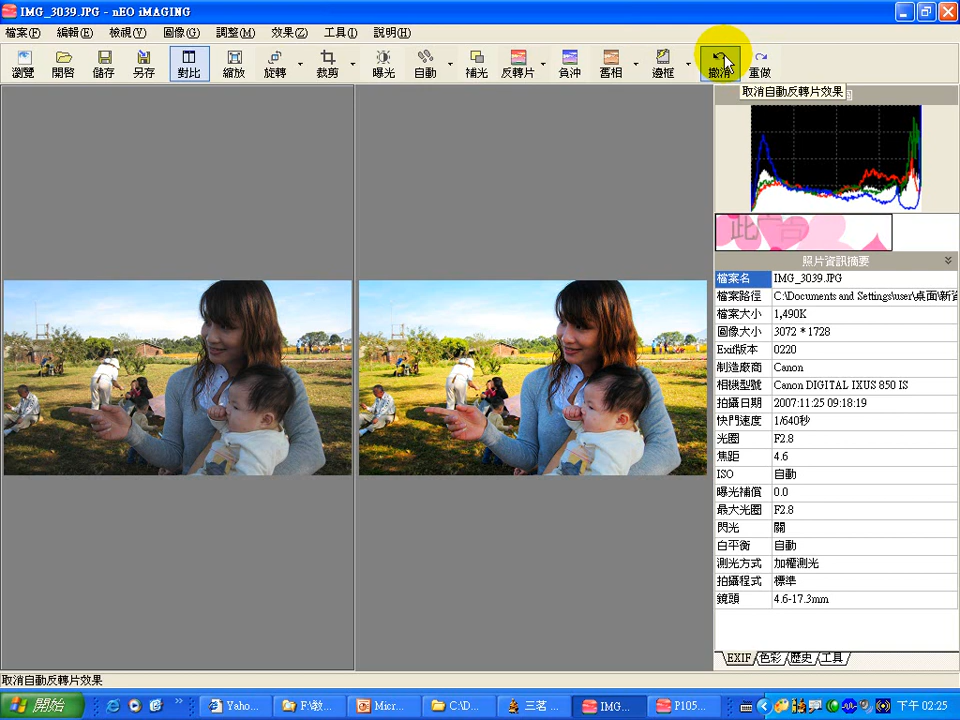 IMG_3039.JPG - nEO iMAGING
檔案(F) 編輯(E) 檢視(V) 圖像(G) 調整(M) 效果(Z) 工具(I) 說明(H)
瀏覽 開啓 儲存 另存 對比 縮放 旋轉 裁剪 曝光 自動 補光 反轉片 負沖 舊相 邊框 撤消 重做
取消自動反轉片效果
此 告
照片資訊摘要
檔案名 IMG_3039.JPG
檔案路徑 C:\Documents and Settings\user\桌面\新資
檔案大小 1,490K
圖像大小 3072 * 1728
Exif版本 0220
制造廠商 Canon
相機型號 Canon DIGITAL IXUS 850 IS
拍攝日期 2007:11:25 09:18:19
快門速度 1/640秒
光圈 F2.8
焦距 4.6
ISO 自動
曝光補償 0.0
最大光圈 F2.8
閃光 關
白平衡 自動
測光方式 加權測光
拍攝程式 標準
鏡頭 4.6-17.3mm
EXIF 色彩 歷史 工具
取消自動反轉片效果
開始 Yaho... F:\教... Micr... C:\D... 三茗 ... IMG... P105... 下午 02:25